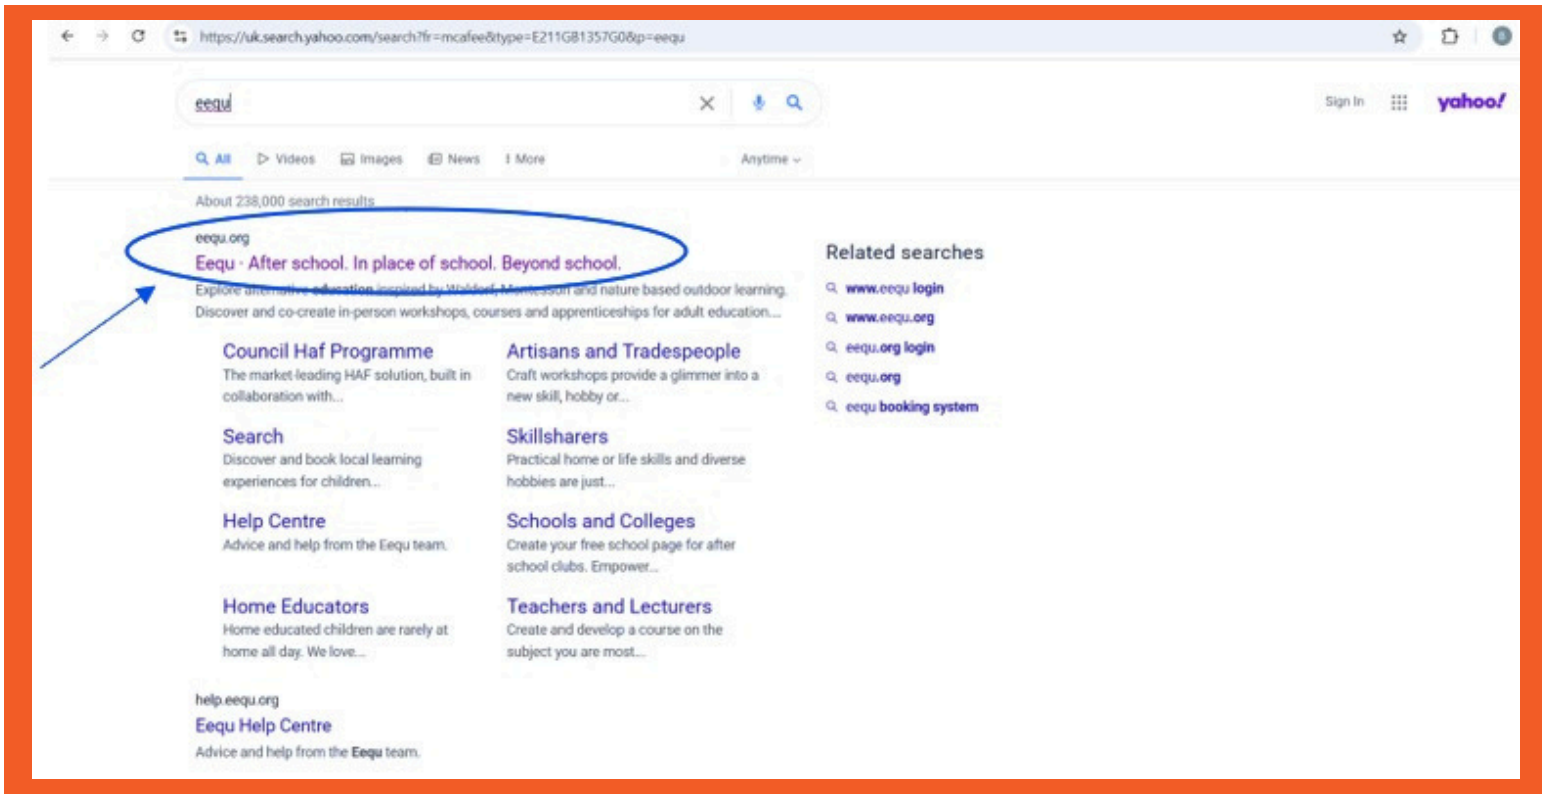 https://uk.search.yahoo.com/search?fr=mcafee&type=E211GB1357G0&p=eequ
eequ
Sign In
yahoo!
All Videos Images News More Anytime
About 238,000 search results
eequ.org
Eequ · After school. In place of school. Beyond school.
Explore alternative education inspired by Waldorf, Montessori and nature based outdoor learning.
Discover and co-create in-person workshops, courses and apprenticeships for adult education....
Council Haf Programme
The market-leading HAF solution, built in
collaboration with...
Artisans and Tradespeople
Craft workshops provide a glimmer into a
new skill, hobby or...
Search
Discover and book local learning
experiences for children...
Skillsharers
Practical home or life skills and diverse
hobbies are just...
Help Centre
Advice and help from the Eequ team.
Schools and Colleges
Create your free school page for after
school clubs. Empower...
Home Educators
Home educated children are rarely at
home all day. We love...
Teachers and Lecturers
Create and develop a course on the
subject you are most...
help.eequ.org
Eequ Help Centre
Advice and help from the Eequ team.
Related searches
www.eequ login
www.eequ.org
eequ.org login
eequ.org
eequ booking system